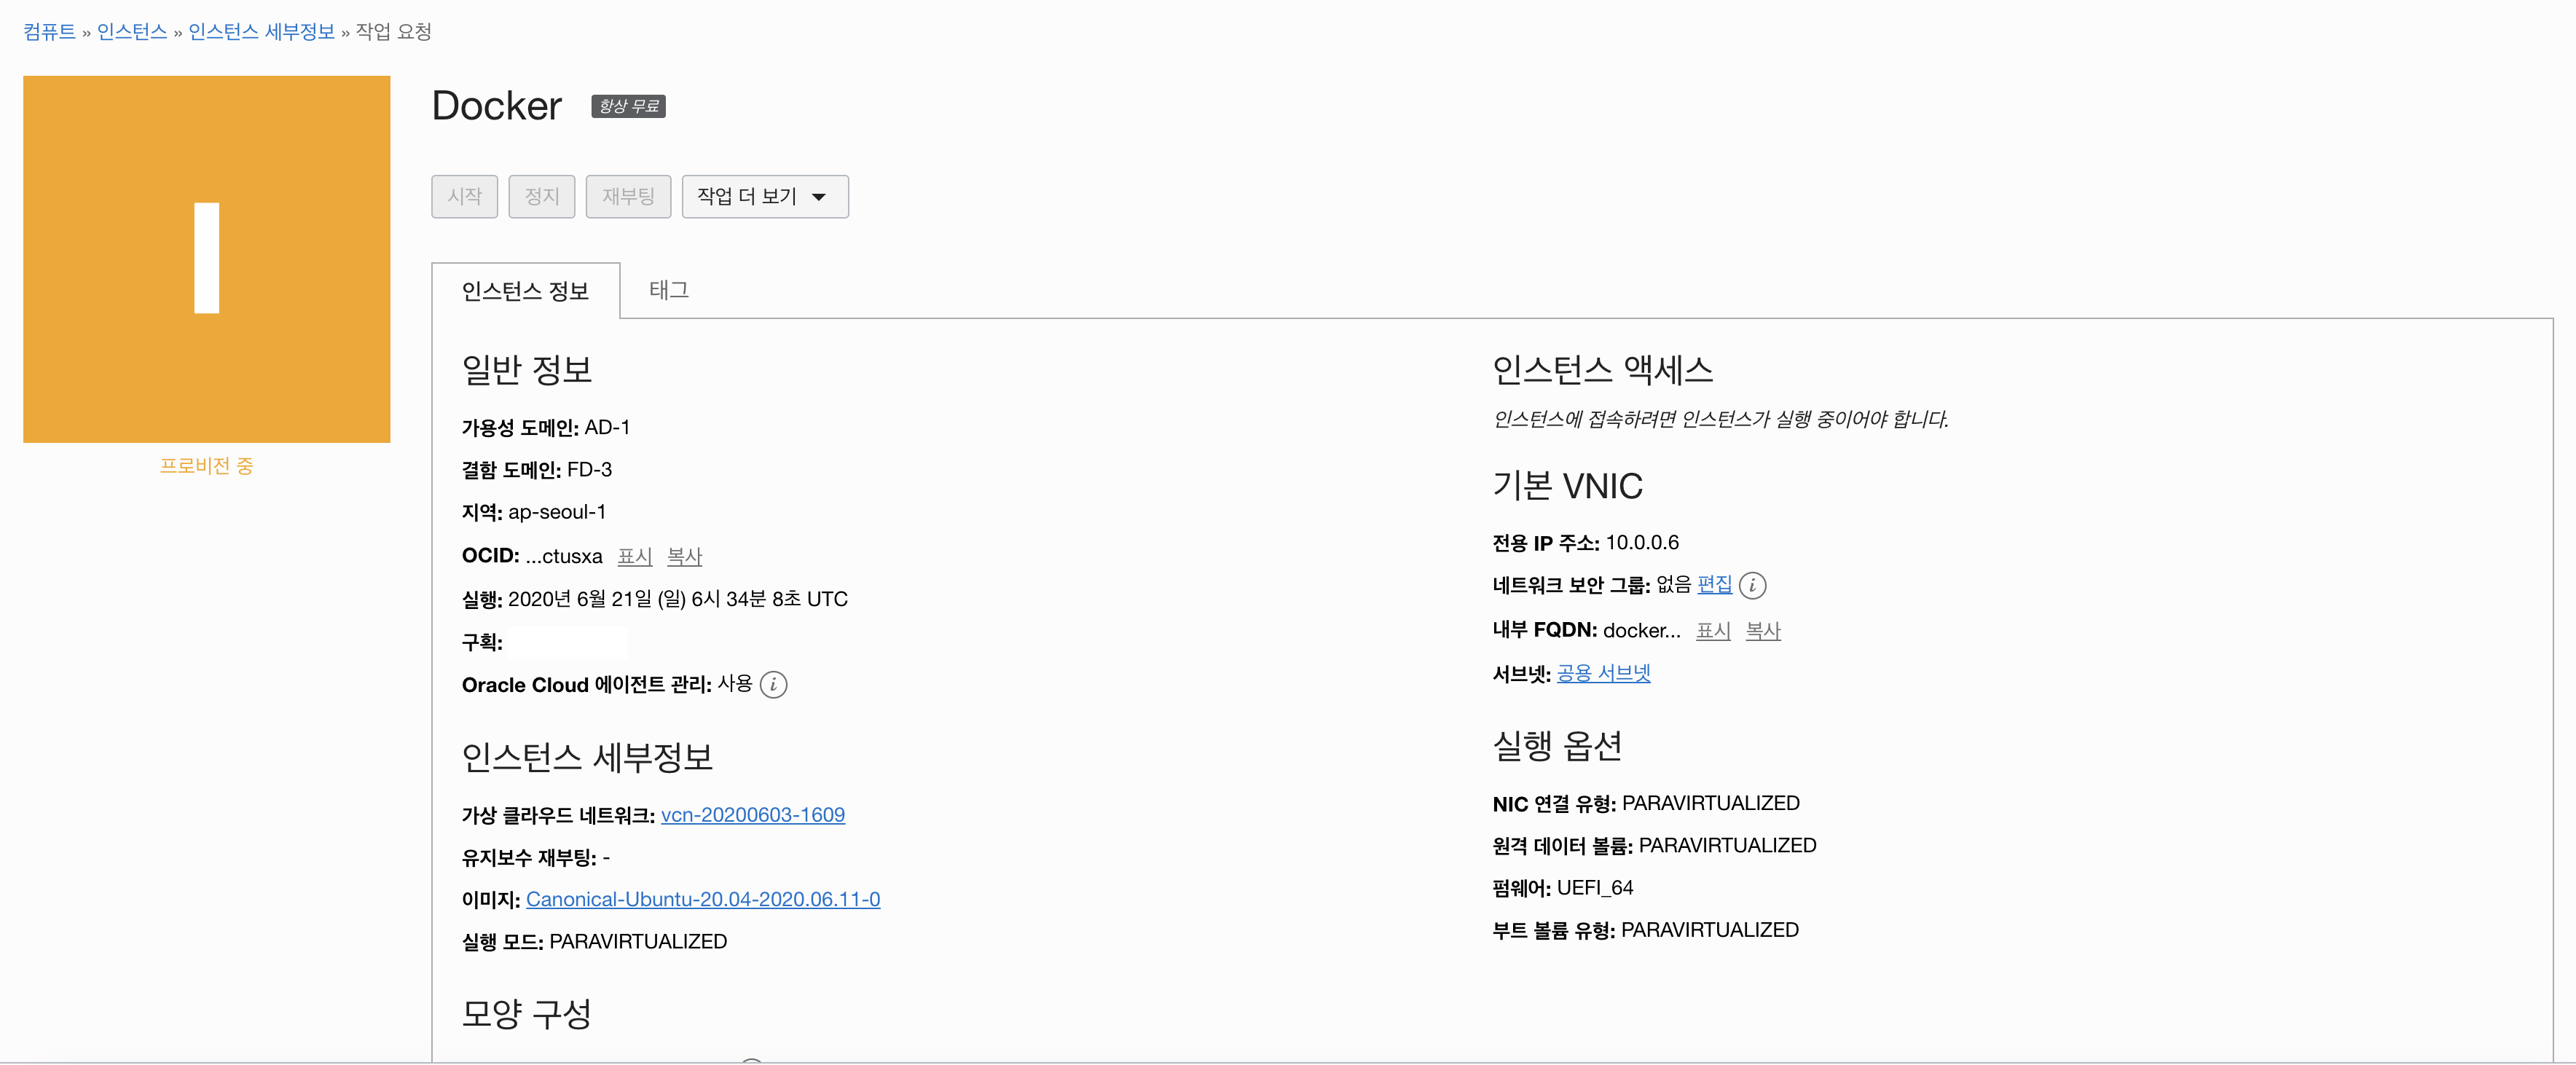 컴퓨트 » 인스턴스 » 인스턴스 세부정보 » 작업 요청
I
프로비전 중
Docker 항상 무료
시작 정지 재부팅 작업 더 보기
인스턴스 정보 태그
일반 정보
가용성 도메인: AD-1
결함 도메인: FD-3
지역: ap-seoul-1
OCID: ...ctusxa 표시 복사
실행: 2020년 6월 21일 (일) 6시 34분 8초 UTC
구획:
Oracle Cloud 에이전트 관리: 사용 i
인스턴스 세부정보
가상 클라우드 네트워크: vcn-20200603-1609
유지보수 재부팅: -
이미지: Canonical-Ubuntu-20.04-2020.06.11-0
실행 모드: PARAVIRTUALIZED
모양 구성
인스턴스 액세스
인스턴스에 접속하려면 인스턴스가 실행 중이어야 합니다.
기본 VNIC
전용 IP 주소: 10.0.0.6
네트워크 보안 그룹: 없음 편집 i
내부 FQDN: docker... 표시 복사
서브넷: 공용 서브넷
실행 옵션
NIC 연결 유형: PARAVIRTUALIZED
원격 데이터 볼륨: PARAVIRTUALIZED
펌웨어: UEFI_64
부트 볼륨 유형: PARAVIRTUALIZED